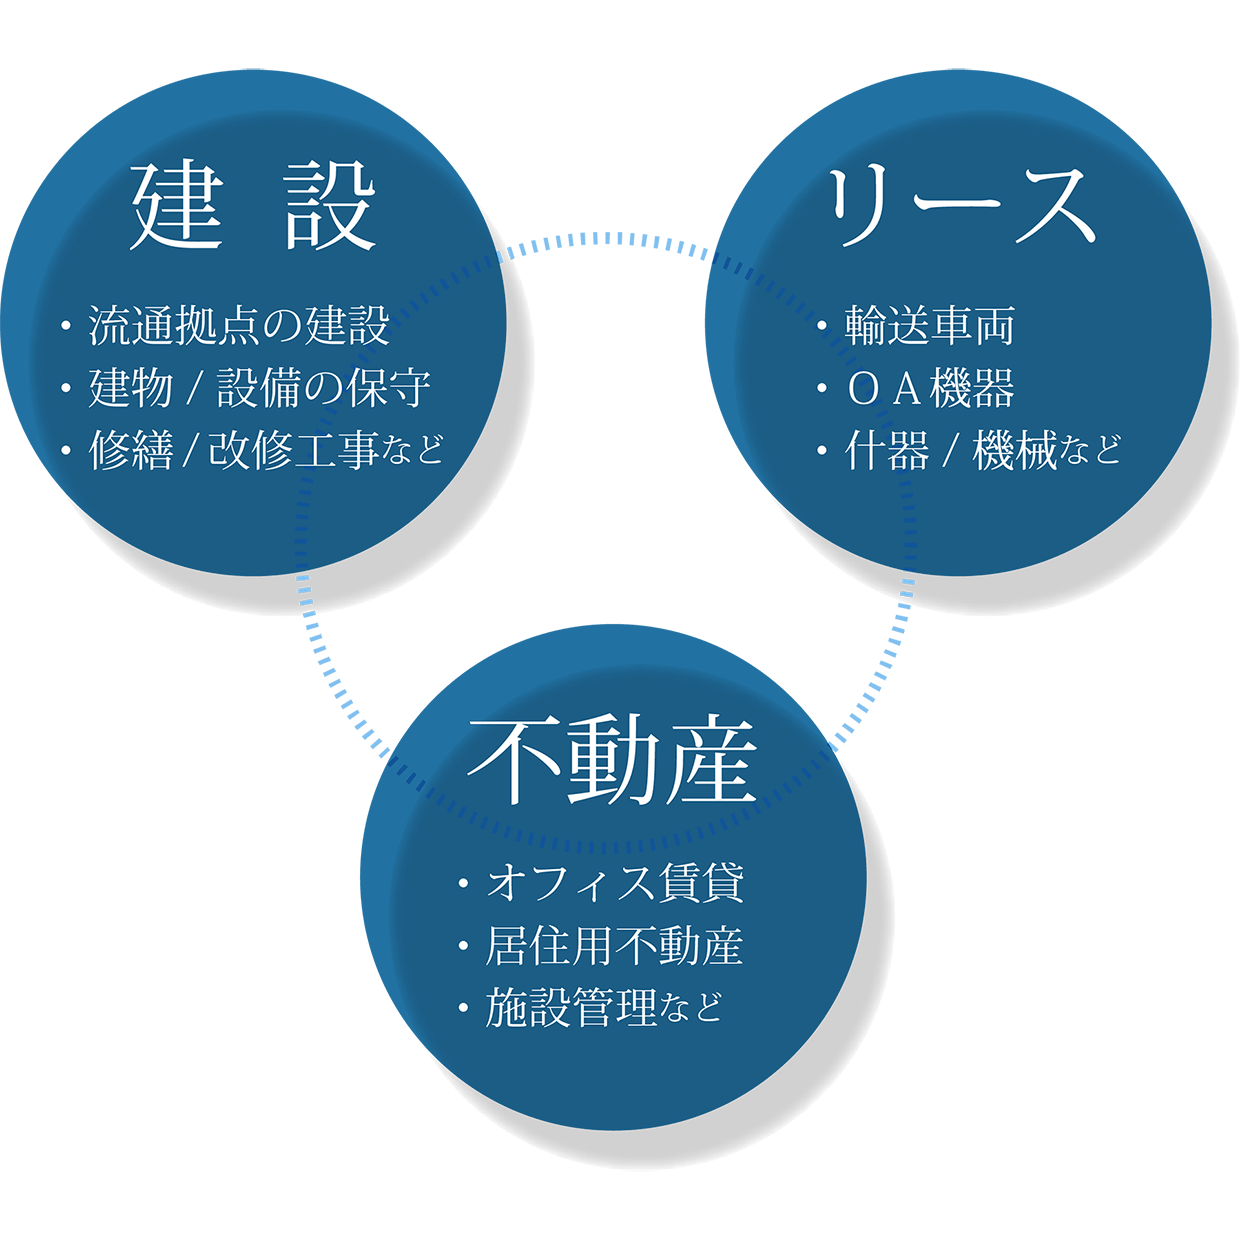 建設
・流通拠点の建設
・建物 / 設備の保守
・修繕 / 改修工事など
リース
・輸送車両
・ＯＡ機器
・什器 / 機械など
不動産
・オフィス賃貸
・居住用不動産
・施設管理など